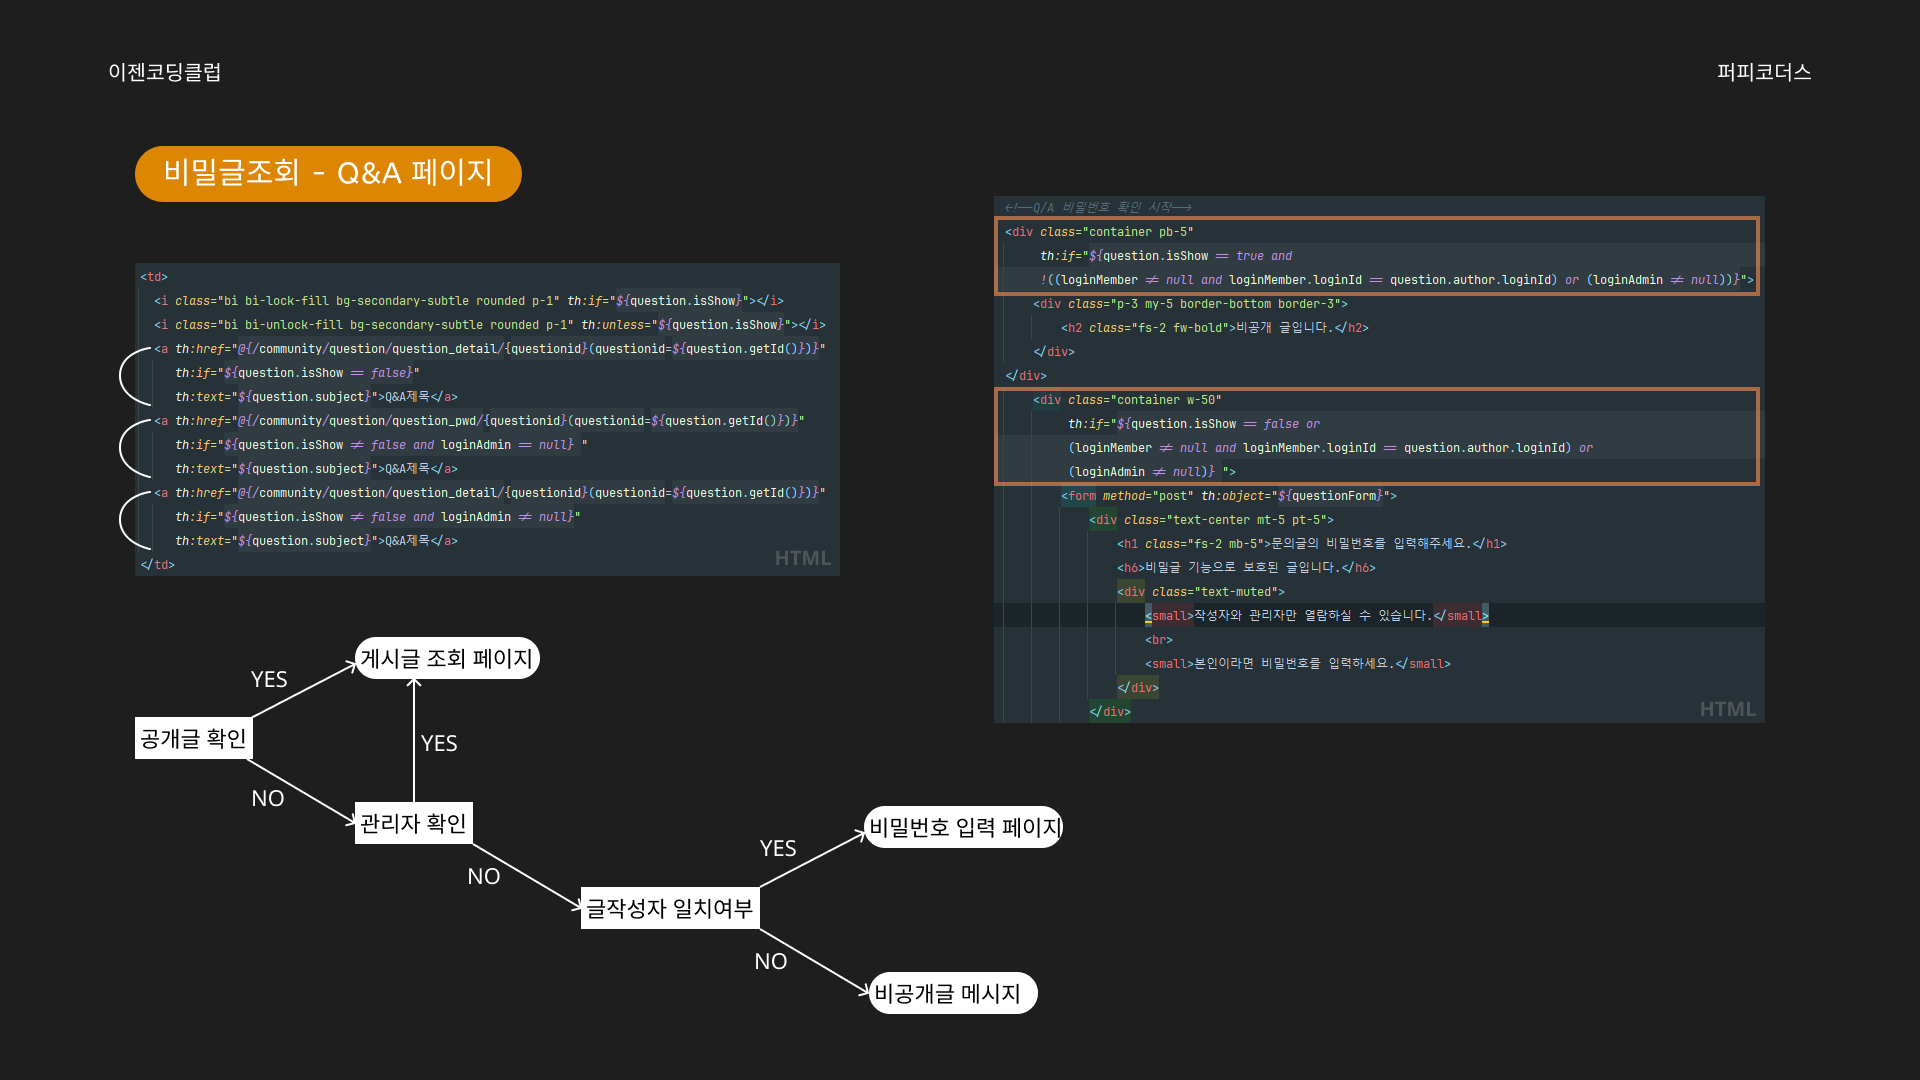 이젠코딩클럽
퍼피코더스
비밀글조회 - Q&A 페이지
<td>
<i class="bi bi-lock-fill bg-secondary-subtle rounded p-1" th:if="${question.isShow}"></i>
<i class="bi bi-unlock-fill bg-secondary-subtle rounded p-1" th:unless="${question.isShow}"></i>
<a th:href="@{/community/question/question_detail/{questionid}(questionid=${question.getId()})}"
th:if="${question.isShow == false}"
th:text="${question.subject}">Q&A제목</a>
<a th:href="@{/community/question/question_pwd/{questionid}(questionid=${question.getId()})}"
th:if="${question.isShow != false and loginAdmin == null} "
th:text="${question.subject}">Q&A제목</a>
<a th:href="@{/community/question/question_detail/{questionid}(questionid=${question.getId()})}"
th:if="${question.isShow != false and loginAdmin != null}"
th:text="${question.subject}">Q&A제목</a>
</td>
HTML
<!--Q/A 비밀번호 확인 시작-->
<div class="container pb-5"
th:if="${question.isShow == true and
!((loginMember != null and loginMember.loginId == question.author.loginId) or (loginAdmin != null))}">
<div class="p-3 my-5 border-bottom border-3">
<h2 class="fs-2 fw-bold">비공개 글입니다.</h2>
</div>
</div>
<div class="container w-50"
th:if="${question.isShow == false or
(loginMember != null and loginMember.loginId == question.author.loginId) or
(loginAdmin != null)} ">
<form method="post" th:object="${questionForm}">
<div class="text-center mt-5 pt-5">
<h1 class="fs-2 mb-5">문의글의 비밀번호를 입력해주세요.</h1>
<h6>비밀글 기능으로 보호된 글입니다.</h6>
<div class="text-muted">
<small>작성자와 관리자만 열람하실 수 있습니다.</small>
<br>
<small>본인이라면 비밀번호를 입력하세요.</small>
</div>
</div>
HTML
게시글 조회 페이지
YES
공개글 확인
YES
NO
관리자 확인
비밀번호 입력 페이지
YES
NO
글작성자 일치여부
NO
비공개글 메시지